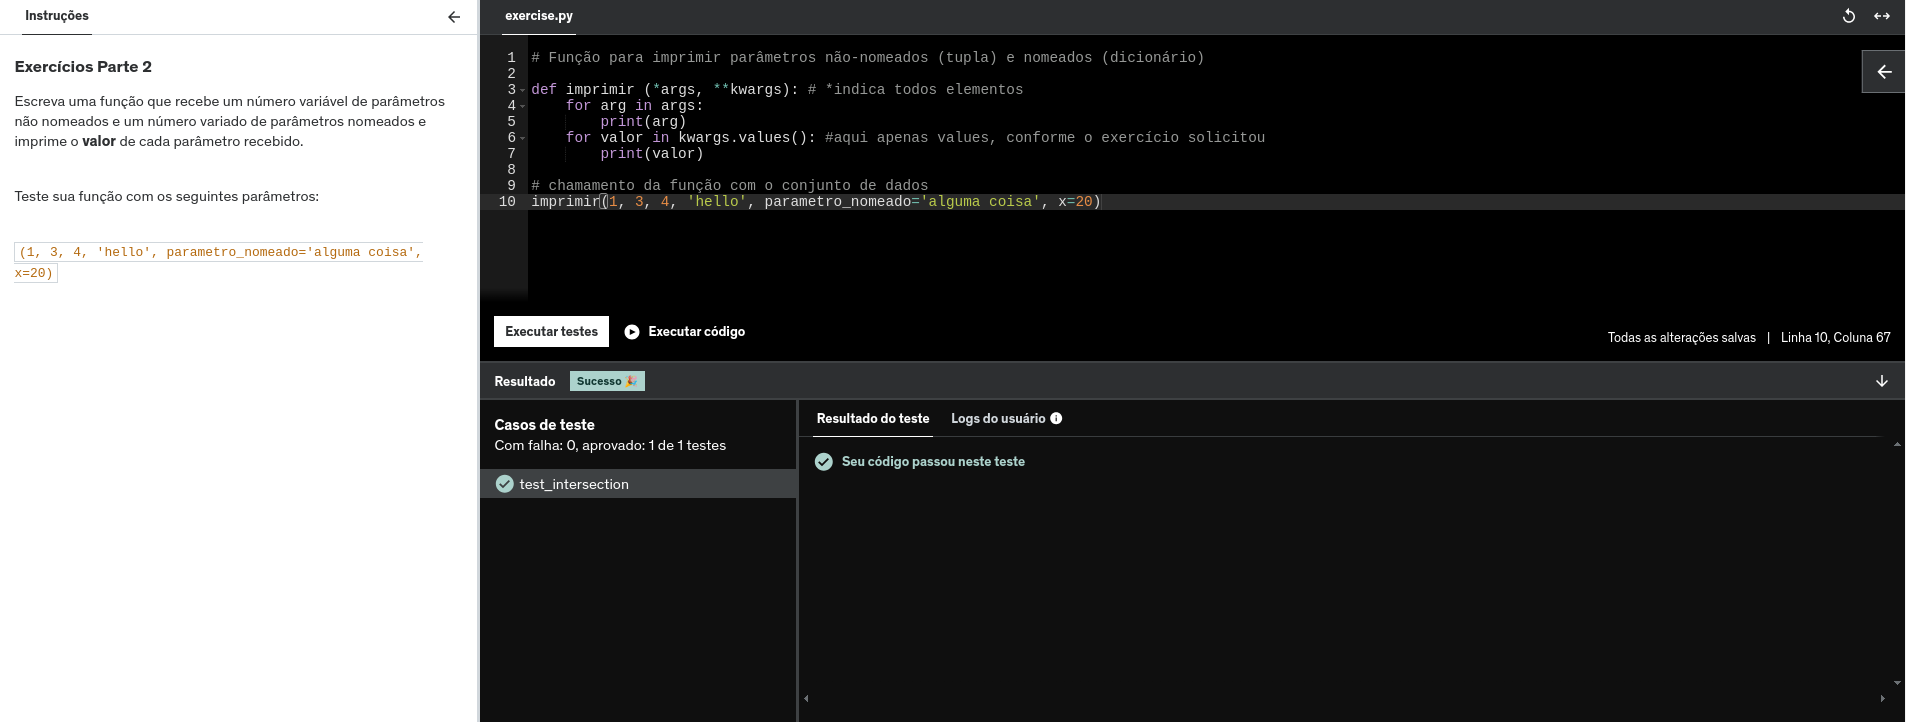 Instruções
Exercícios Parte 2
Escreva uma função que recebe um número variável de parâmetros
não nomeados e um número variado de parâmetros nomeados e
imprime o valor de cada parâmetro recebido.
Teste sua função com os seguintes parâmetros:
(1, 3, 4, 'hello', parametro_nomeado='alguma coisa',
x=20)
exercise.py
1 # Função para imprimir parâmetros não-nomeados (tupla) e nomeados (dicionário)
2
3 def imprimir (*args, **kwargs): # *indica todos elementos
4     for arg in args:
5         print(arg)
6     for valor in kwargs.values(): #aqui apenas values, conforme o exercício solicitou
7         print(valor)
8
9 # chamamento da função com o conjunto de dados
10 imprimir(1, 3, 4, 'hello', parametro_nomeado='alguma coisa', x=20)
Executar testes Executar código
Todas as alterações salvas | Linha 10, Coluna 67
Resultado Sucesso 🎉
Casos de teste
Com falha: 0, aprovado: 1 de 1 testes
test_intersection
Resultado do teste Logs do usuário
Seu código passou neste teste